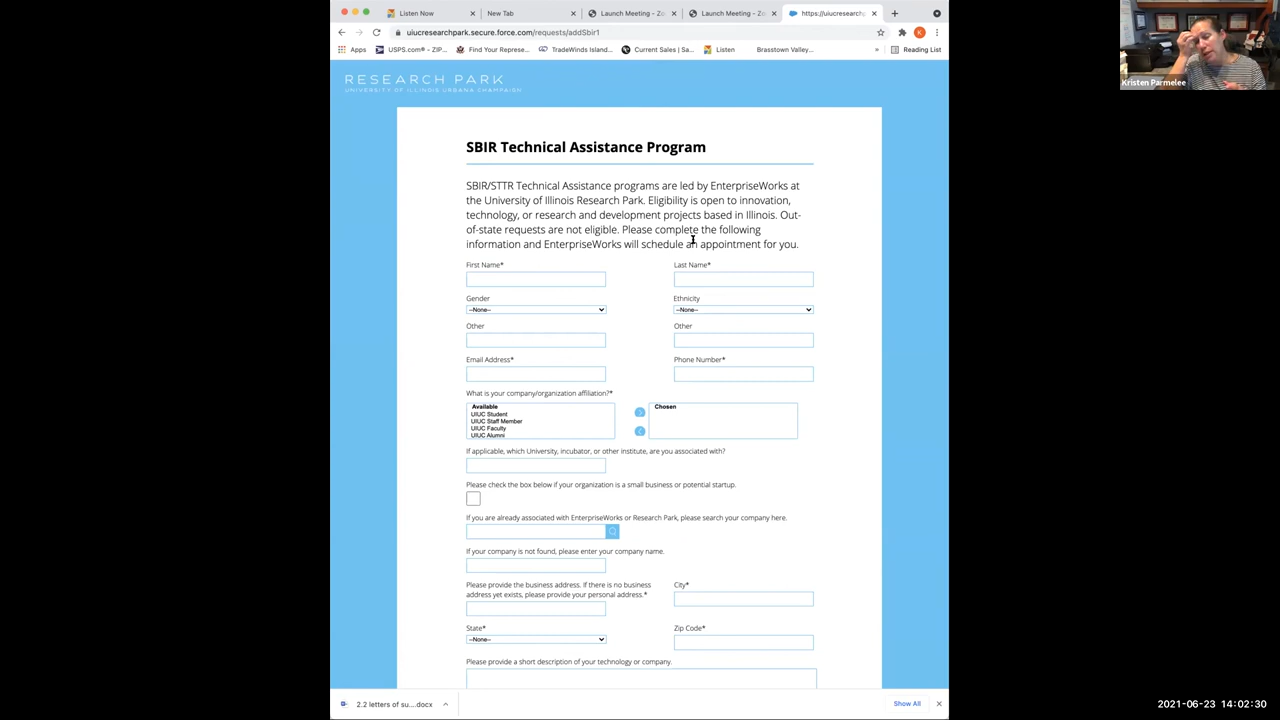 Listen Now
New Tab
Launch Meeting - Zo
Launch Meeting - Zo
https://uiucresearchp
uiucresearchpark.secure.force.com/requests/addSbir1
K
Apps
USPS.com® - ZIP...
Find Your Represe...
TradeWinds Island...
Current Sales | Sa...
Listen
Brasstown Valley...
»
Reading List
Kristen Parmelee
RESEARCH PARK
UNIVERSITY OF ILLINOIS URBANA CHAMPAIGN
SBIR Technical Assistance Program
SBIR/STTR Technical Assistance programs are led by EnterpriseWorks at
the University of Illinois Research Park. Eligibility is open to innovation,
technology, or research and development projects based in Illinois. Out-
of-state requests are not eligible. Please complete the following
information and EnterpriseWorks will schedule an appointment for you.
First Name*
Last Name*
Gender
Ethnicity
--None--
--None--
Other
Other
Email Address*
Phone Number*
What is your company/organization affiliation?*
Available
Chosen
UIUC Student
UIUC Staff Member
UIUC Faculty
UIUC Alumni
If applicable, which University, incubator, or other institute, are you associated with?
Please check the box below if your organization is a small business or potential startup.
If you are already associated with EnterpriseWorks or Research Park, please search your company here.
If your company is not found, please enter your company name.
Please provide the business address. If there is no business
address yet exists, please provide your personal address.*
City*
State*
Zip Code*
--None--
Please provide a short description of your technology or company.
2.2 letters of su....docx
Show All
2021-06-23 14:02:30